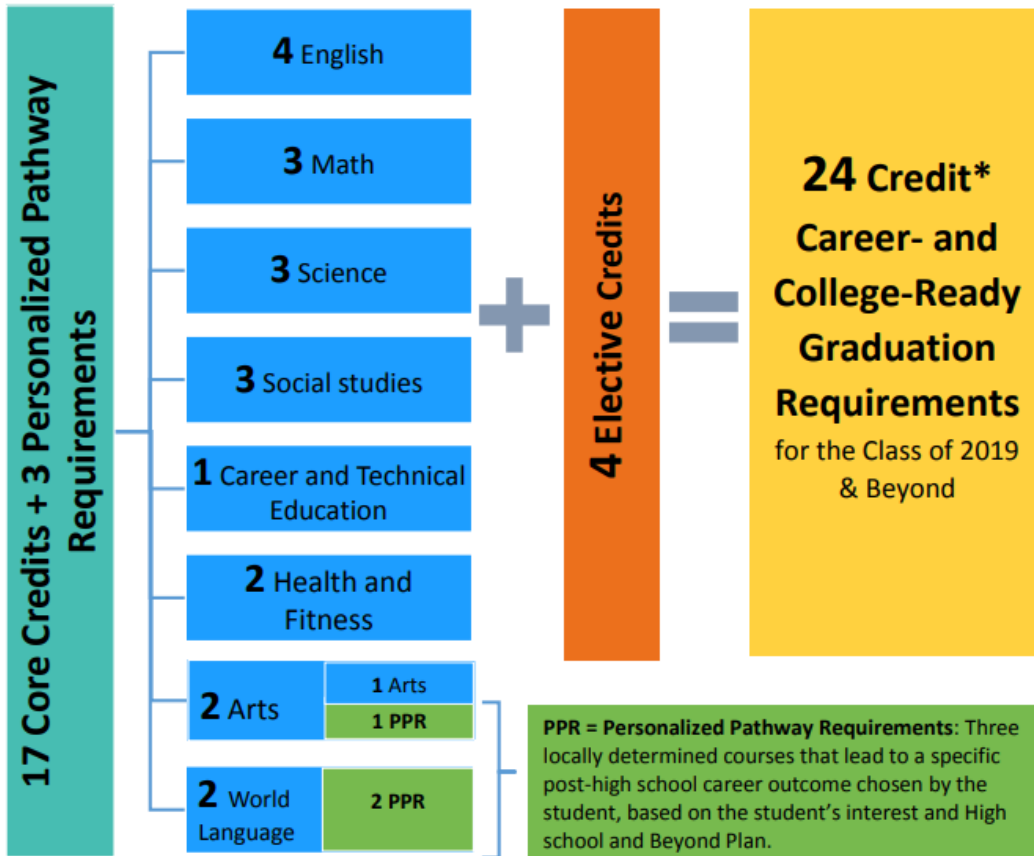 17 Core Credits + 3 Personalized Pathway
Requirements
4 English
3 Math
3 Science
3 Social studies
1 Career and Technical
Education
2 Health and
Fitness
2 Arts
1 Arts
1 PPR
2 World
Language
2 PPR
4 Elective Credits
24 Credit*
Career- and
College-Ready
Graduation
Requirements
for the Class of 2019
& Beyond
PPR = Personalized Pathway Requirements: Three
locally determined courses that lead to a specific
post-high school career outcome chosen by the
student, based on the student's interest and High
school and Beyond Plan.